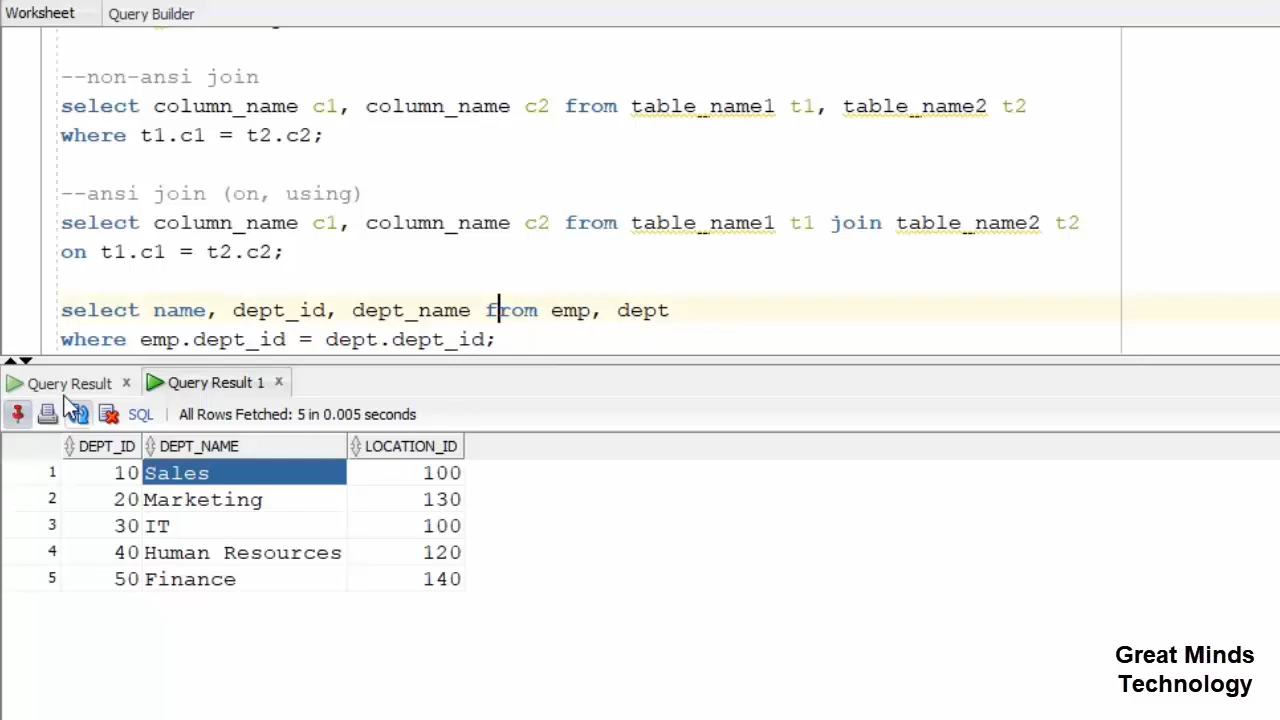 Worksheet Query Builder
--non-ansi join
select column_name c1, column_name c2 from table_name1 t1, table_name2 t2
where t1.c1 = t2.c2;
--ansi join (on, using)
select column_name c1, column_name c2 from table_name1 t1 join table_name2 t2
on t1.c1 = t2.c2;
select name, dept_id, dept_name from emp, dept
where emp.dept_id = dept.dept_id;
Query Result x Query Result 1 x
SQL | All Rows Fetched: 5 in 0.005 seconds
DEPT_ID DEPT_NAME LOCATION_ID
1 10 Sales 100
2 20 Marketing 130
3 30 IT 100
4 40 Human Resources 120
5 50 Finance 140
Great Minds
Technology